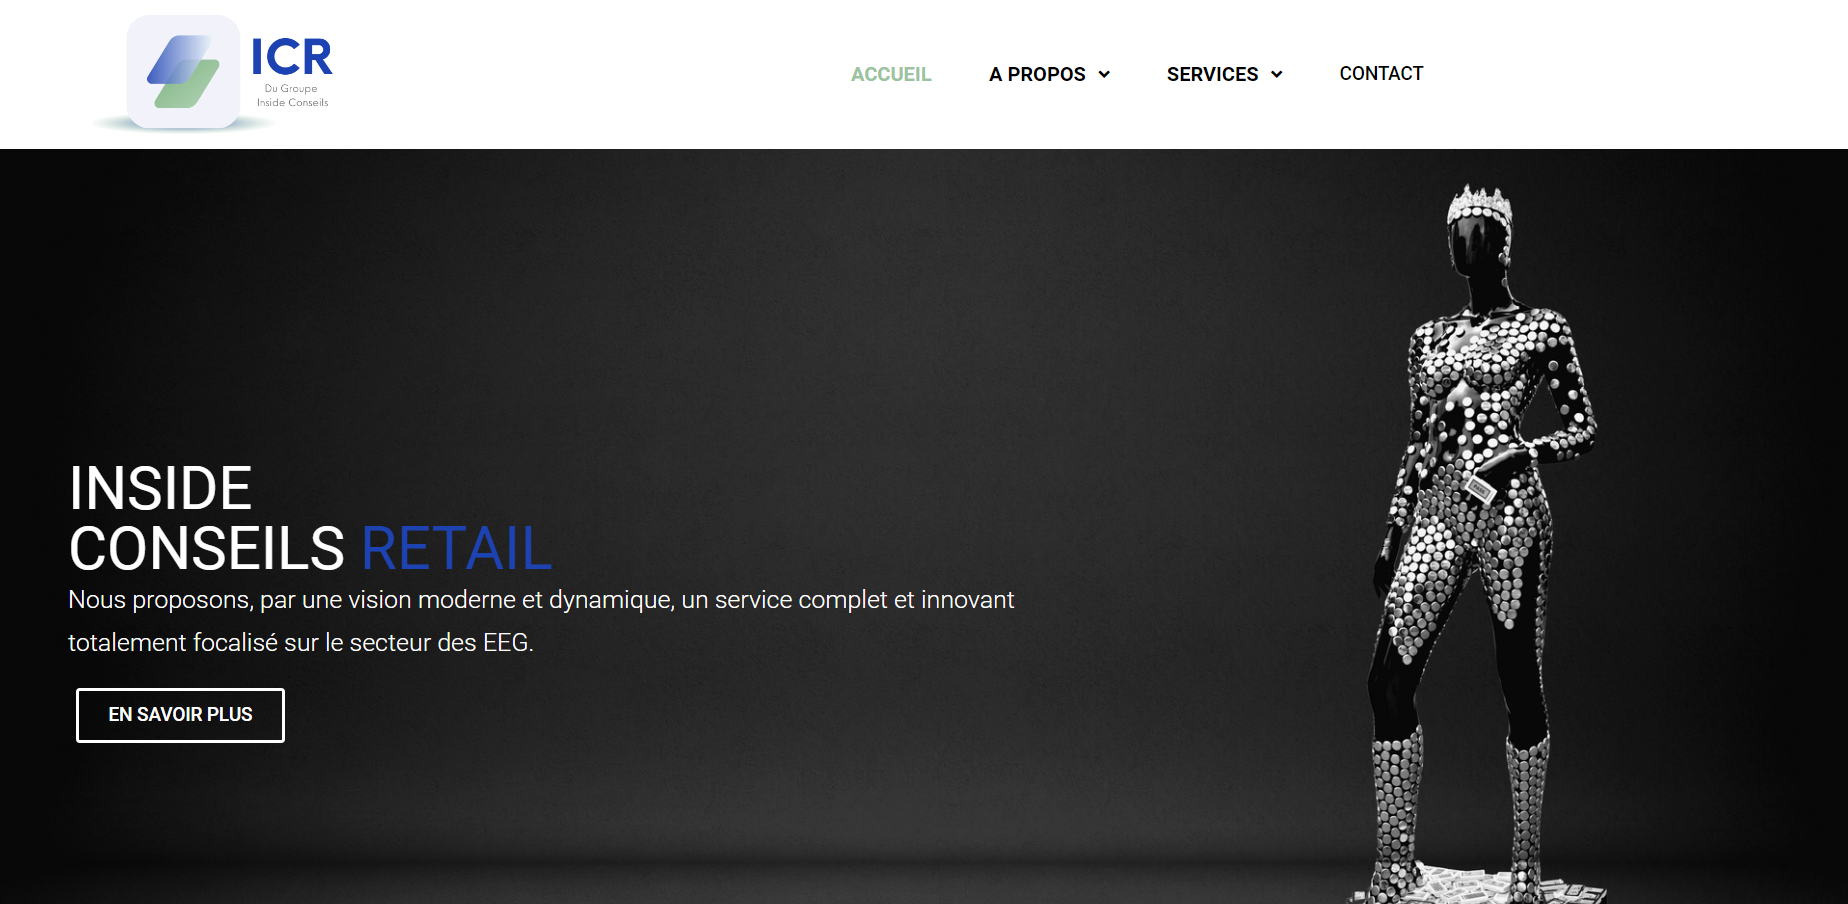 ICR
Du Groupe
Inside Conseils
ACCUEIL
A PROPOS
SERVICES
CONTACT
INSIDE
CONSEILS RETAIL
Nous proposons, par une vision moderne et dynamique, un service complet et innovant
totalement focalisé sur le secteur des EEG.
EN SAVOIR PLUS